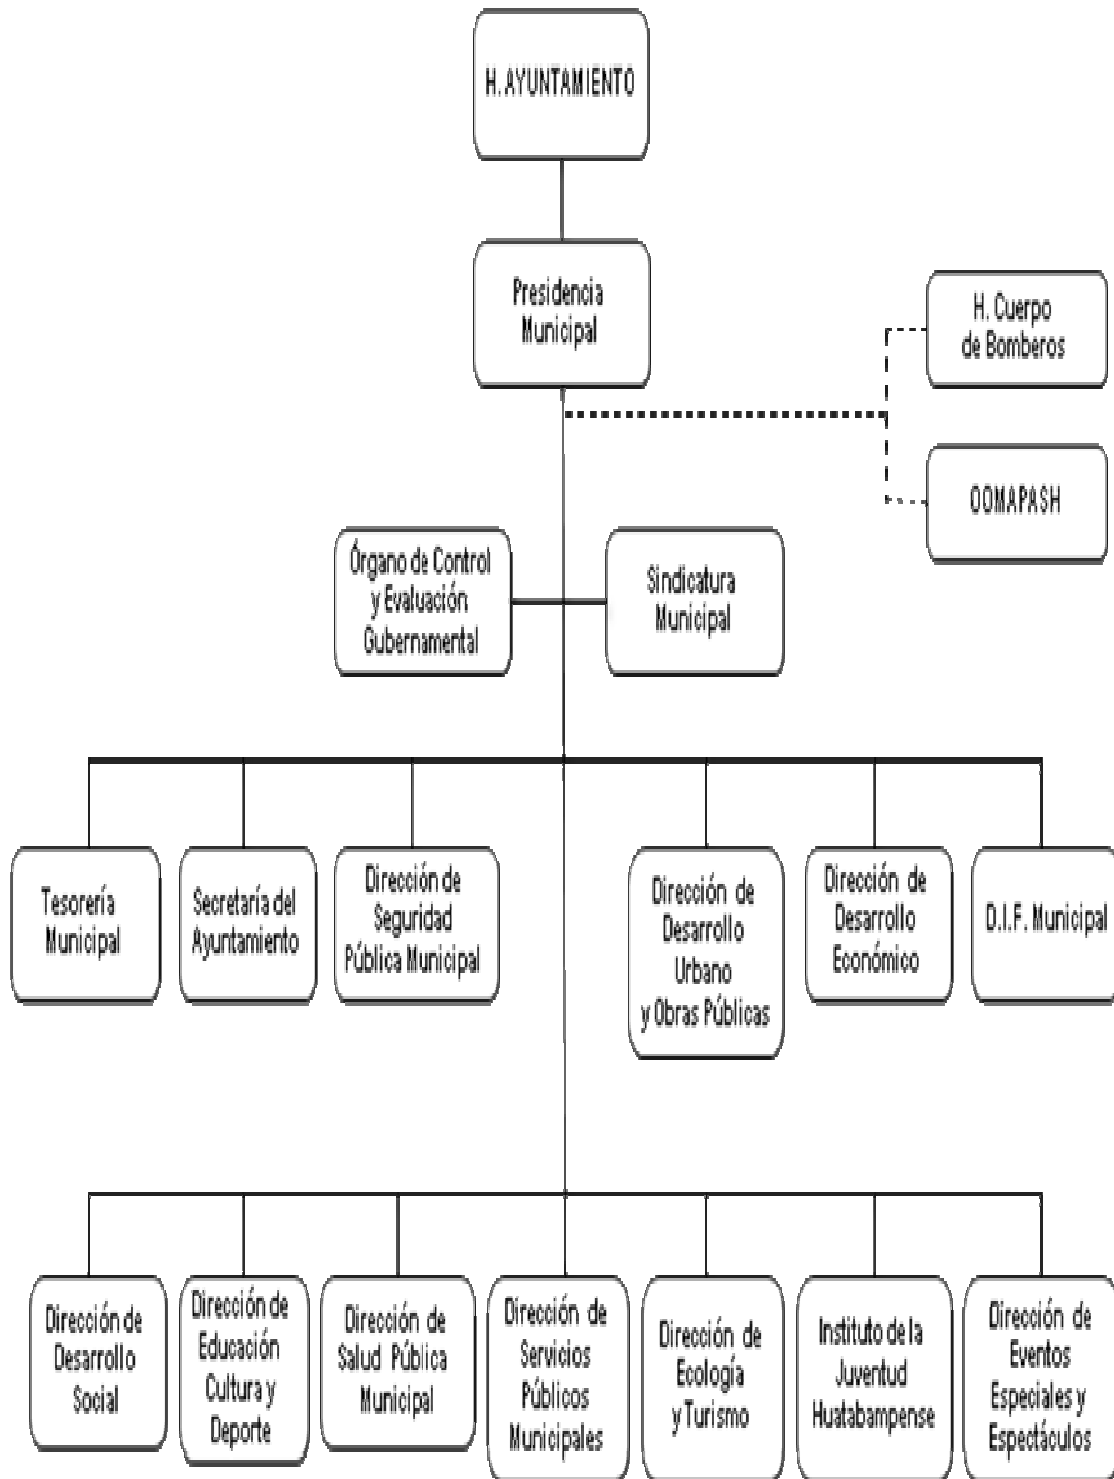 H. AYUNTAMIENTO
Presidencia
Municipal
H. Cuerpo
de Bomberos
OOMAPASH
Órgano de Control
y Evaluación
Gubernamental
Sindicatura
Municipal
Tesorería
Municipal
Secretaría del
Ayuntamiento
Dirección de
Seguridad
Pública Municipal
Dirección de
Desarrollo
Urbano
y Obras Públicas
Dirección de
Desarrollo
Económico
D.I.F. Municipal
Dirección de
Desarrollo
Social
Dirección de
Educación
Cultura y
Deporte
Dirección de
Salud Pública
Municipal
Dirección de
Servicios
Públicos
Municipales
Dirección de
Ecología
y Turismo
Instituto de la
Juventud
Huatabampense
Dirección de
Eventos
Especiales y
Espectáculos